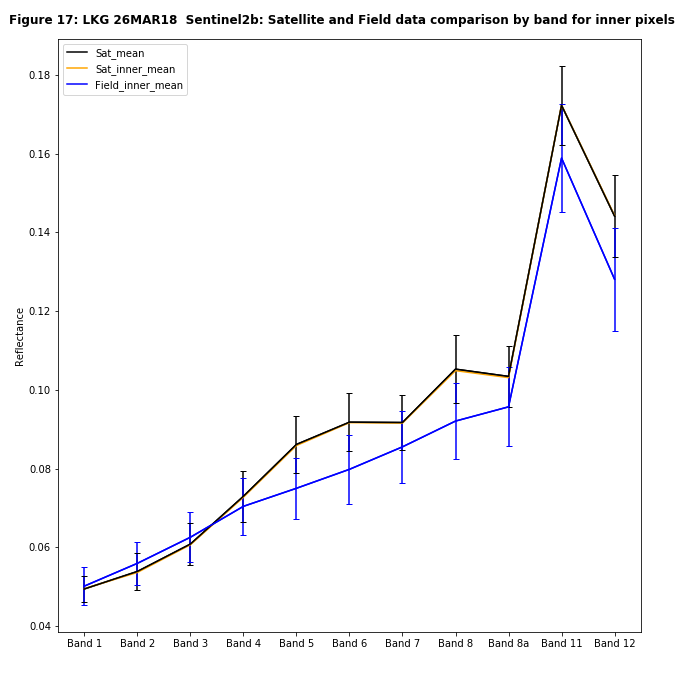 Figure 17: LKG 26MAR18  Sentinel2b: Satellite and Field data comparison by band for inner pixels
Sat_mean
Sat_inner_mean
Field_inner_mean
Reflectance
0.18
0.16
0.14
0.12
0.10
0.08
0.06
0.04
Band 1 Band 2 Band 3 Band 4 Band 5 Band 6 Band 7 Band 8 Band 8a Band 11 Band 12